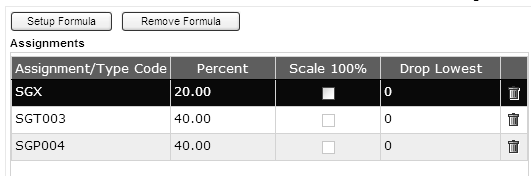 Setup Formula Remove Formula
Assignments
Assignment/Type Code Percent Scale 100% Drop Lowest
SGX 20.00 0
SGT003 40.00 0
SGP004 40.00 0